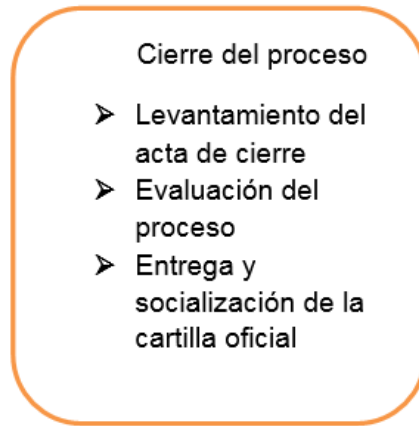 Cierre del proceso
➤ Levantamiento del
acta de cierre
➤ Evaluación del
proceso
➤ Entrega y
socialización de la
cartilla oficial